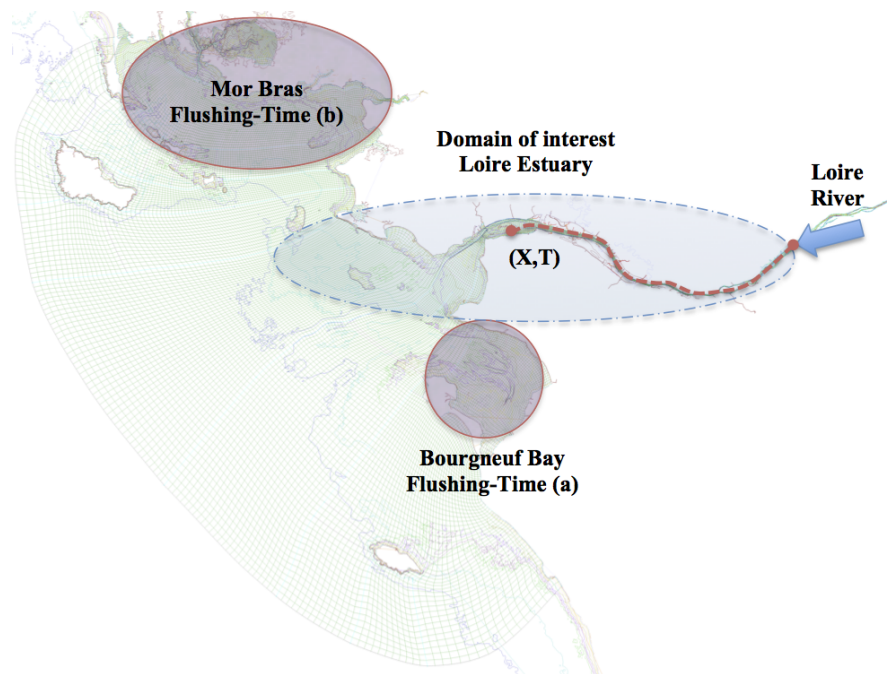 Mor Bras
Flushing-Time (b)
Domain of interest
Loire Estuary
Loire
River
(X,T)
Bourgneuf Bay
Flushing-Time (a)